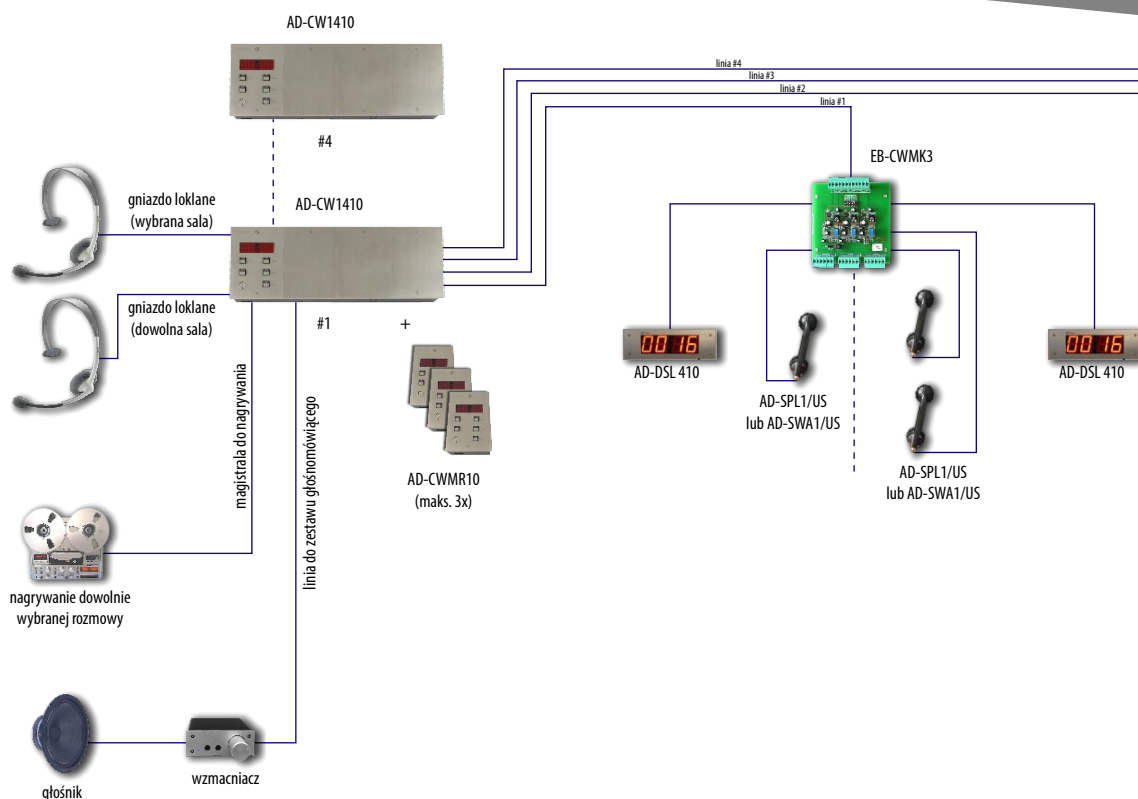 AD-CW1410
linia #4
linia #3
linia #2
linia #1
#4
EB-CWMK3
gniazdo loklane
(wybrana sala)
AD-CW1410
gniazdo loklane
(dowolna sala)
#1
+
magistrala do nagrywania
linia do zestawu głośnomówiącego
00 16
AD-DSL 410
00 16
AD-DSL 410
AD-SPL1/US
lub AD-SWA1/US
AD-SPL1/US
lub AD-SWA1/US
AD-CWMR10
(maks. 3x)
nagrywanie dowolnie
wybranej rozmowy
wzmacniacz
głośnik